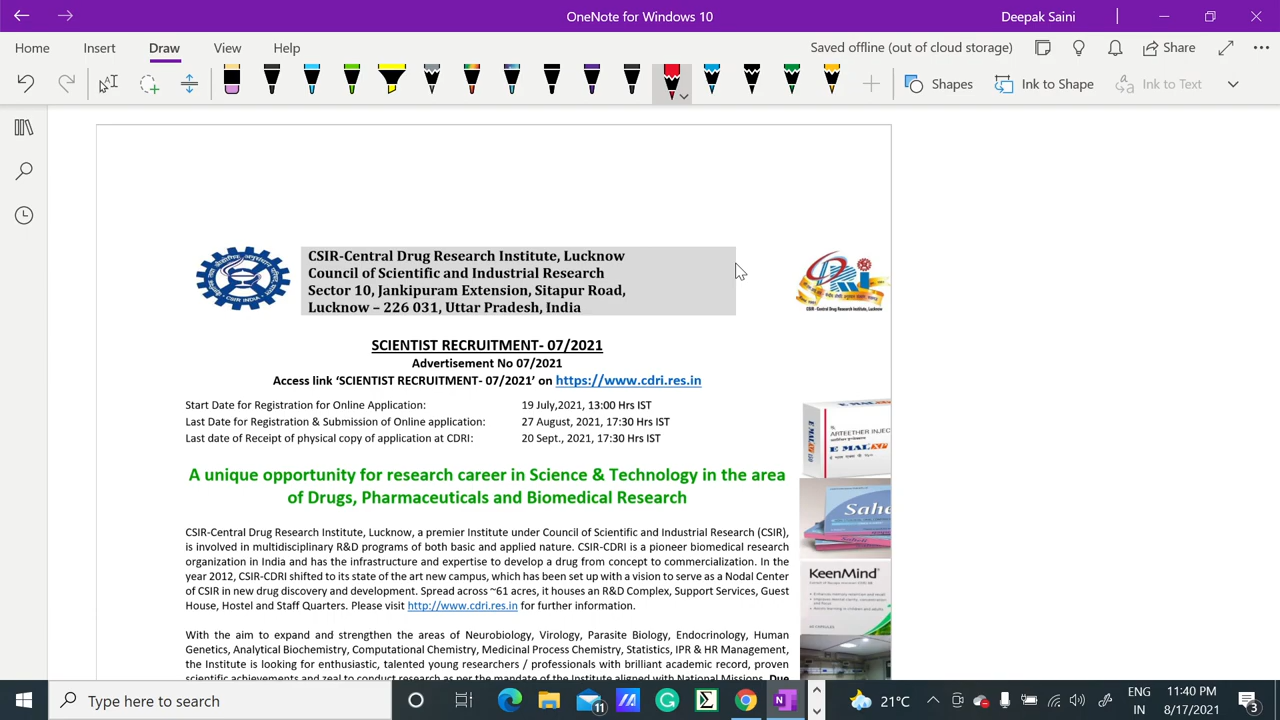 OneNote for Windows 10
Deepak Saini
Home Insert Draw View Help
Saved offline (out of cloud storage)
Share
Shapes
Ink to Shape
Ink to Text
CSIR-Central Drug Research Institute, Lucknow
Council of Scientific and Industrial Research
Sector 10, Jankipuram Extension, Sitapur Road,
Lucknow – 226 031, Uttar Pradesh, India
CSIR - Central Drug Research Institute, Lucknow
SCIENTIST RECRUITMENT- 07/2021
Advertisement No 07/2021
Access link ‘SCIENTIST RECRUITMENT- 07/2021’ on https://www.cdri.res.in
Start Date for Registration for Online Application: 19 July,2021, 13:00 Hrs IST
Last Date for Registration & Submission of Online application: 27 August, 2021, 17:30 Hrs IST
Last date of Receipt of physical copy of application at CDRI: 20 Sept., 2021, 17:30 Hrs IST
A unique opportunity for research career in Science & Technology in the area
of Drugs, Pharmaceuticals and Biomedical Research
CSIR-Central Drug Research Institute, Lucknow, a premier Institute under Council of Scientific and Industrial Research (CSIR),
is involved in multidisciplinary R&D programs of both basic and applied nature. CSIR-CDRI is a pioneer biomedical research
organization in India and has the infrastructure and expertise to develop a drug from concept to commercialization. In the
year 2012, CSIR-CDRI shifted to its state of the art new campus, which has been set up with a vision to serve as a Nodal Center
of CSIR in new drug discovery and development. Spread across ~61 acres, it houses an R&D Complex, Support Services, Guest
House, Hostel and Staff Quarters. Please visit http://www.cdri.res.in for further information.
With the aim to expand and strengthen the areas of Neurobiology, Virology, Parasite Biology, Endocrinology, Human
Genetics, Analytical Biochemistry, Computational Chemistry, Medicinal Process Chemistry, Statistics, IPR & HR Management,
the Institute is looking for enthusiastic, talented young researchers / professionals with brilliant academic record, proven
scientific achievements and zeal to conduct research as per the mandate of the Institute aligned with National Missions. Due
ARTEETHER INJEC
E MAL
Sahe
KeenMind
Type here to search
11
21°C
ENG
IN
11:40 PM
8/17/2021
3